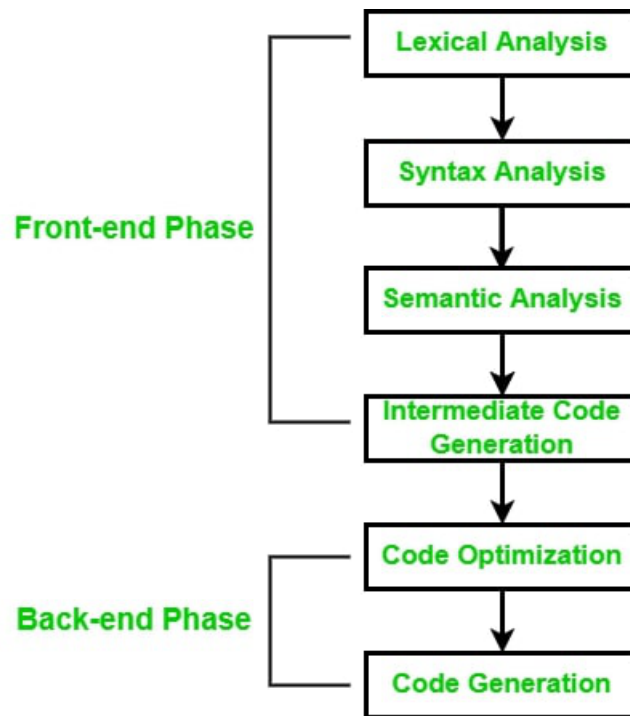 Lexical Analysis
Syntax Analysis
Front-end Phase
Semantic Analysis
Intermediate Code
Generation
Code Optimization
Back-end Phase
Code Generation